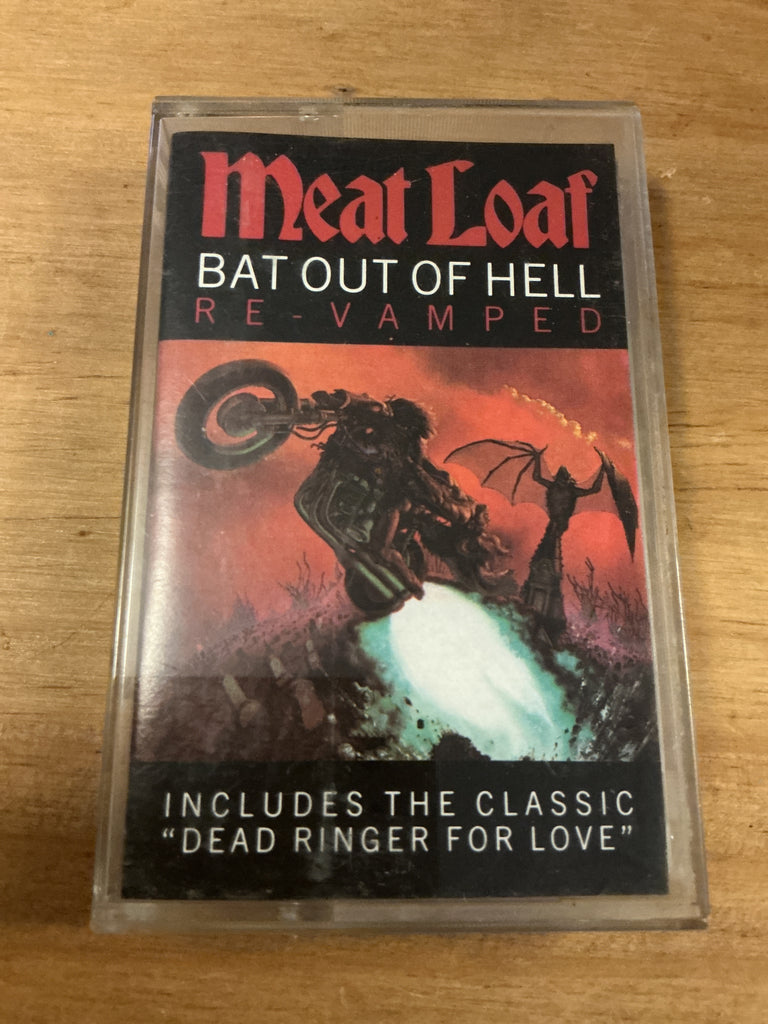 Meat Loaf
BAT OUT OF HELL
RE-VAMPED
INCLUDES THE CLASSIC
“DEAD RINGER FOR LOVE”